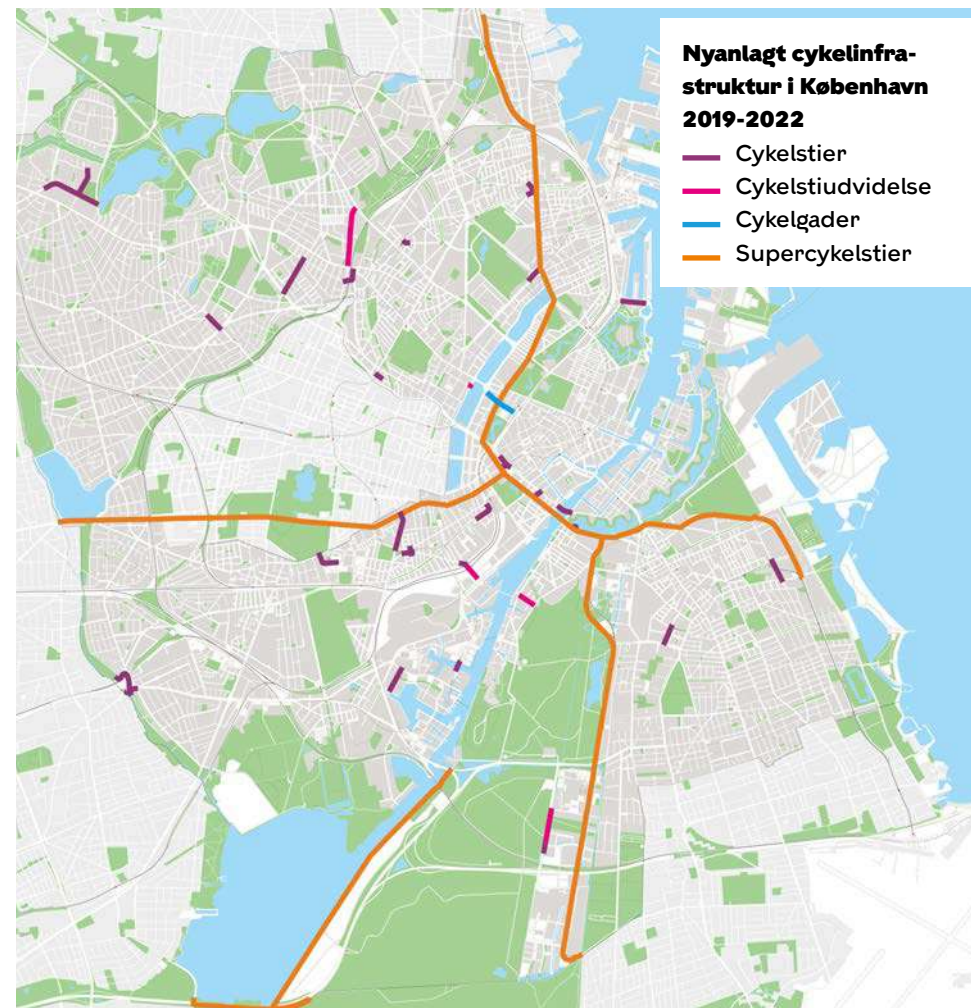 Nyanlagt cykelinfra-
struktur i København
2019-2022
Cykelstier
Cykelstiudvidelse
Cykelgader
Supercykelstier